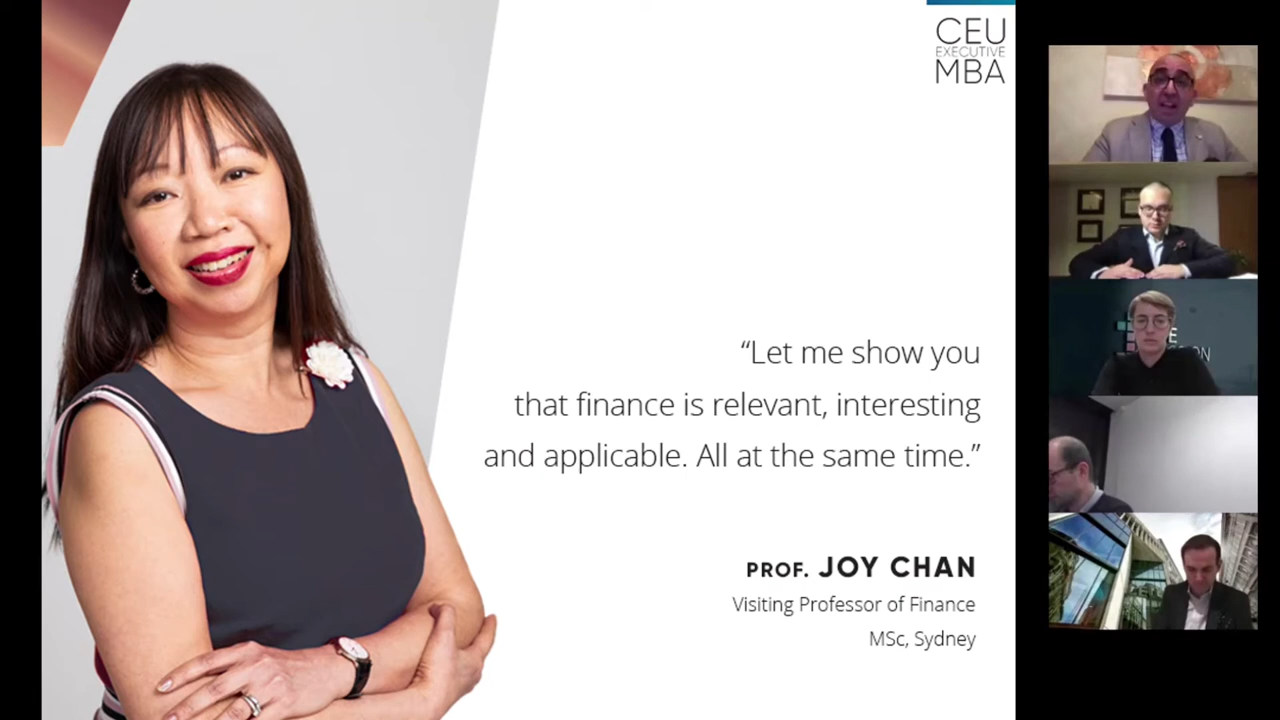 CEU
EXECUTIVE
MBA
“Let me show you
that finance is relevant, interesting
and applicable. All at the same time.”
PROF. JOY CHAN
Visiting Professor of Finance
MSc, Sydney